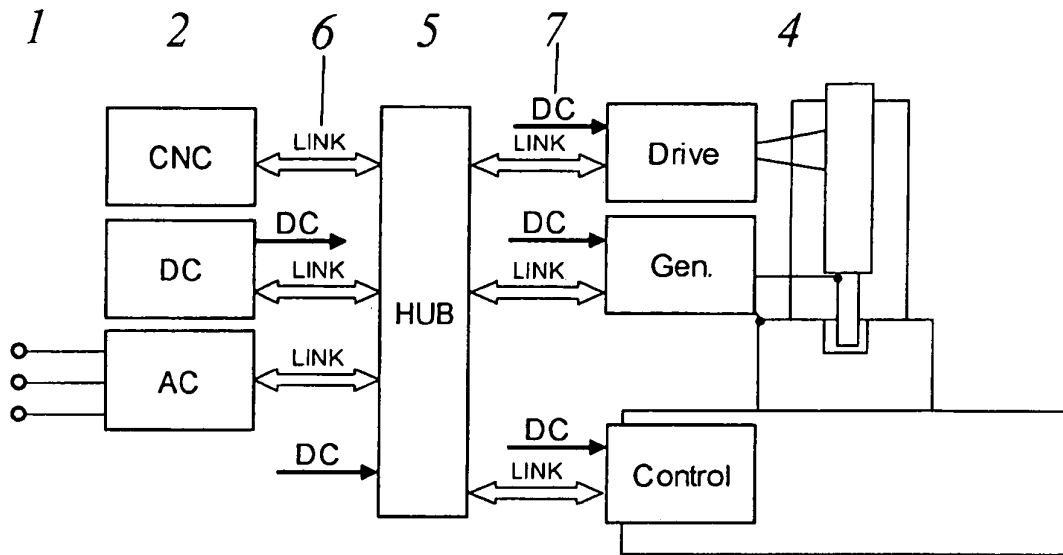 1 2 6 5 7 4
DC
CNC LINK LINK Drive
DC DC
DC LINK LINK Gen.
HUB
AC LINK
DC DC
LINK Control